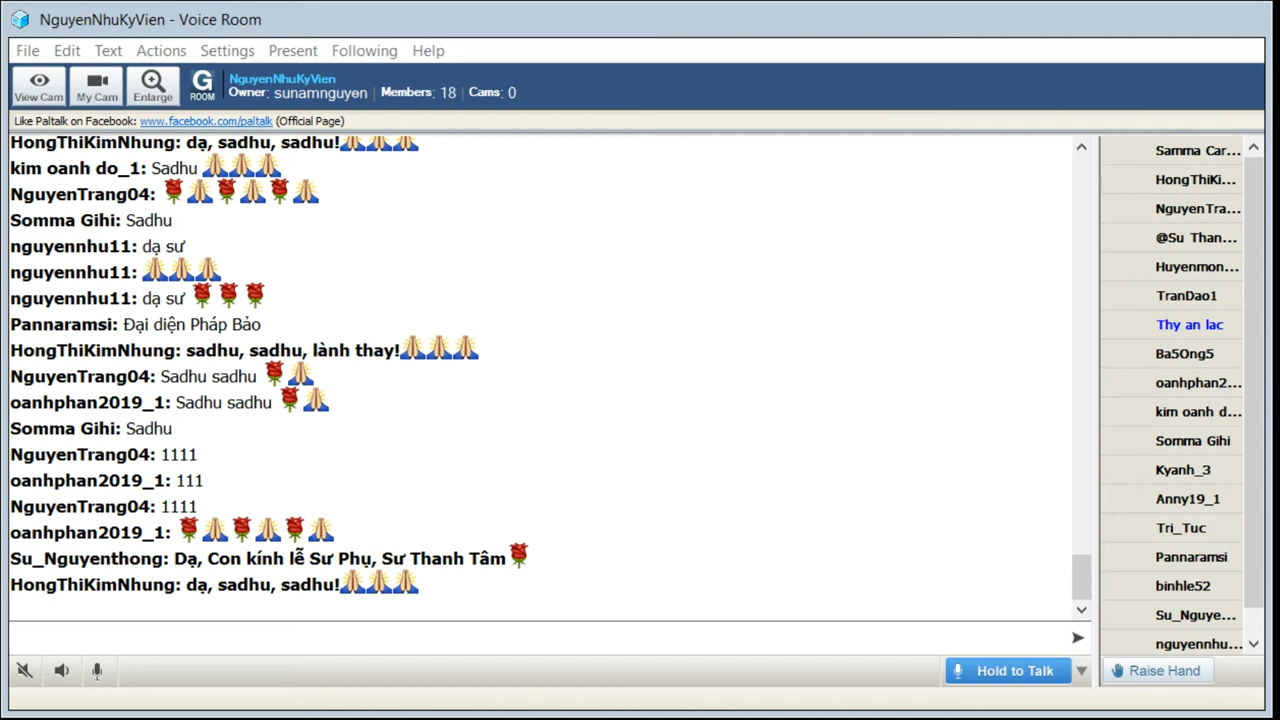 NguyenNhuKyVien - Voice Room
File Edit Text Actions Settings Present Following Help
View Cam
My Cam
Enlarge
G ROOM
NguyenNhuKyVien
Owner: sunamnguyen | Members: 18 | Cams: 0
Like Paltalk on Facebook: www.facebook.com/paltalk (Official Page)
HongThiKimNhung: dạ, sadhu, sadhu!🙏🙏🙏
kim oanh do_1: Sadhu 🙏🙏🙏
NguyenTrang04: 🌹🙏🌹🙏🌹🙏
Somma Gihi: Sadhu
nguyennhu11: dạ sư
nguyennhu11: 🙏🙏🙏
nguyennhu11: dạ sư 🌹🌹🌹
Pannaramsi: Đại diện Pháp Bảo
HongThiKimNhung: sadhu, sadhu, lành thay!🙏🙏🙏
NguyenTrang04: Sadhu sadhu 🌹🙏
oanhphan2019_1: Sadhu sadhu 🌹🙏
Somma Gihi: Sadhu
NguyenTrang04: 1111
oanhphan2019_1: 111
NguyenTrang04: 1111
oanhphan2019_1: 🌹🙏🌹🙏🌹🙏
Su_Nguyenthong: Dạ, Con kính lễ Sư Phụ, Sư Thanh Tâm🌹
HongThiKimNhung: dạ, sadhu, sadhu!🙏🙏🙏
Samma Car...
HongThiKi...
NguyenTra...
@Su Than...
Huyenmon...
TranDao1
Thy an lac
Ba5Ong5
oanhphan2...
kim oanh d...
Somma Gihi
Kyanh_3
Anny19_1
Tri_Tuc
Pannaramsi
binhle52
Su_Nguye...
nguyennhu...
Hold to Talk
Raise Hand